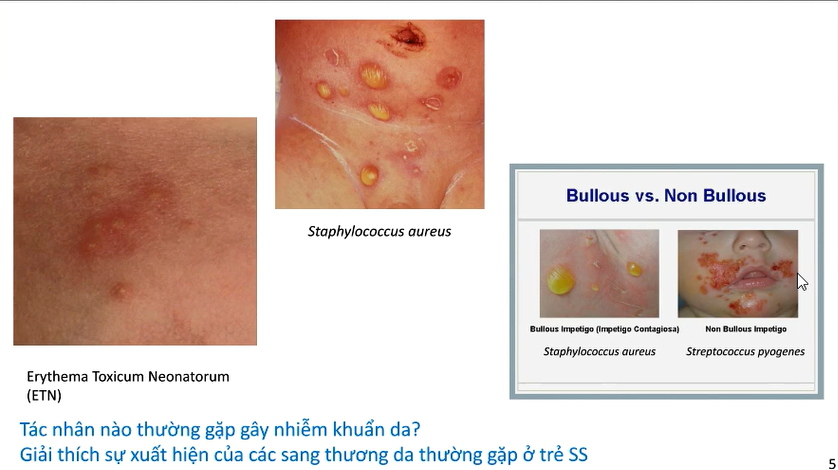 Staphylococcus aureus
Bullous vs. Non Bullous
Bullous Impetigo (Impetigo Contagiosa)
Non Bullous Impetigo
Staphylococcus aureus
Streptococcus pyogenes
Erythema Toxicum Neonatorum
(ETN)
Tác nhân nào thường gặp gây nhiễm khuẩn da?
Giải thích sự xuất hiện của các sang thương da thường gặp ở trẻ SS
5